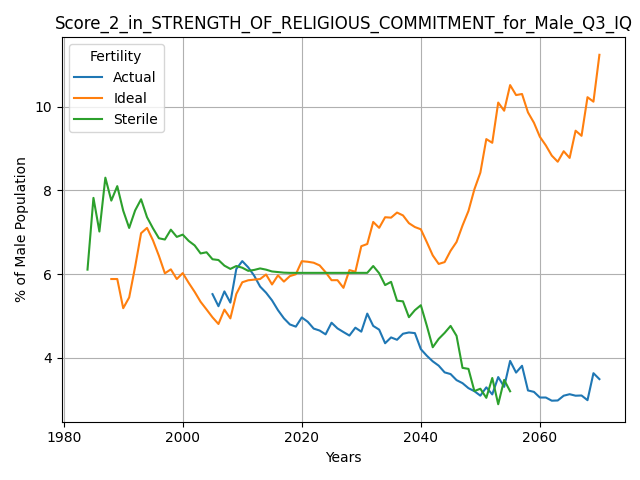 Score_2_in_STRENGTH_OF_RELIGIOUS_COMMITMENT_for_Male_Q3_IQ
Fertility
Actual
Ideal
Sterile
% of Male Population
10
8
6
4
1980 2000 2020 2040 2060
Years